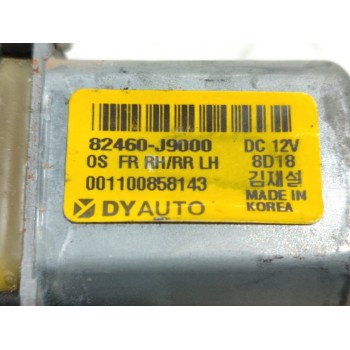 82460-J9000 DC 12V
OS FR RH/RR LH 8D18
001100858143 김재설
DYAUTO MADE IN KOREA